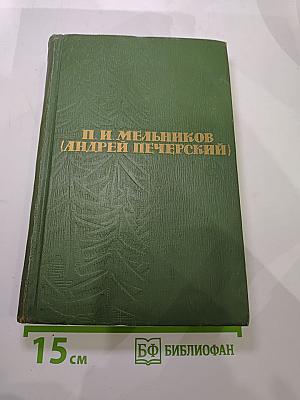 П. И. МЕЛЬНИКОВ
(АНДРЕЙ ПЕЧЕРСКИЙ)
15 см
БФ БИБЛИОФАН